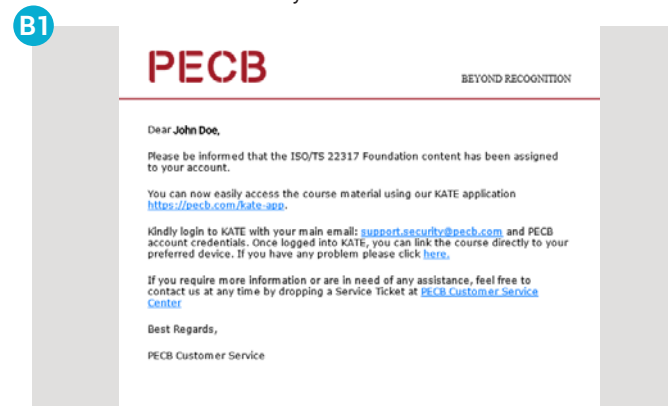 B1
PECB
BEYOND RECOGNITION
Dear John Doe,
Please be informed that the ISO/TS 22317 Foundation content has been assigned
to your account.
You can now easily access the course material using our KATE application
https://pecb.com/kate-app.
Kindly login to KATE with your main email: support.security@pecb.com and PECB
account credentials. Once logged into KATE, you can link the course directly to your
preferred device. If you have any problem please click here.
If you require more information or are in need of any assistance, feel free to
contact us at any time by dropping a Service Ticket at PECB Customer Service
Center
Best Regards,
PECB Customer Service